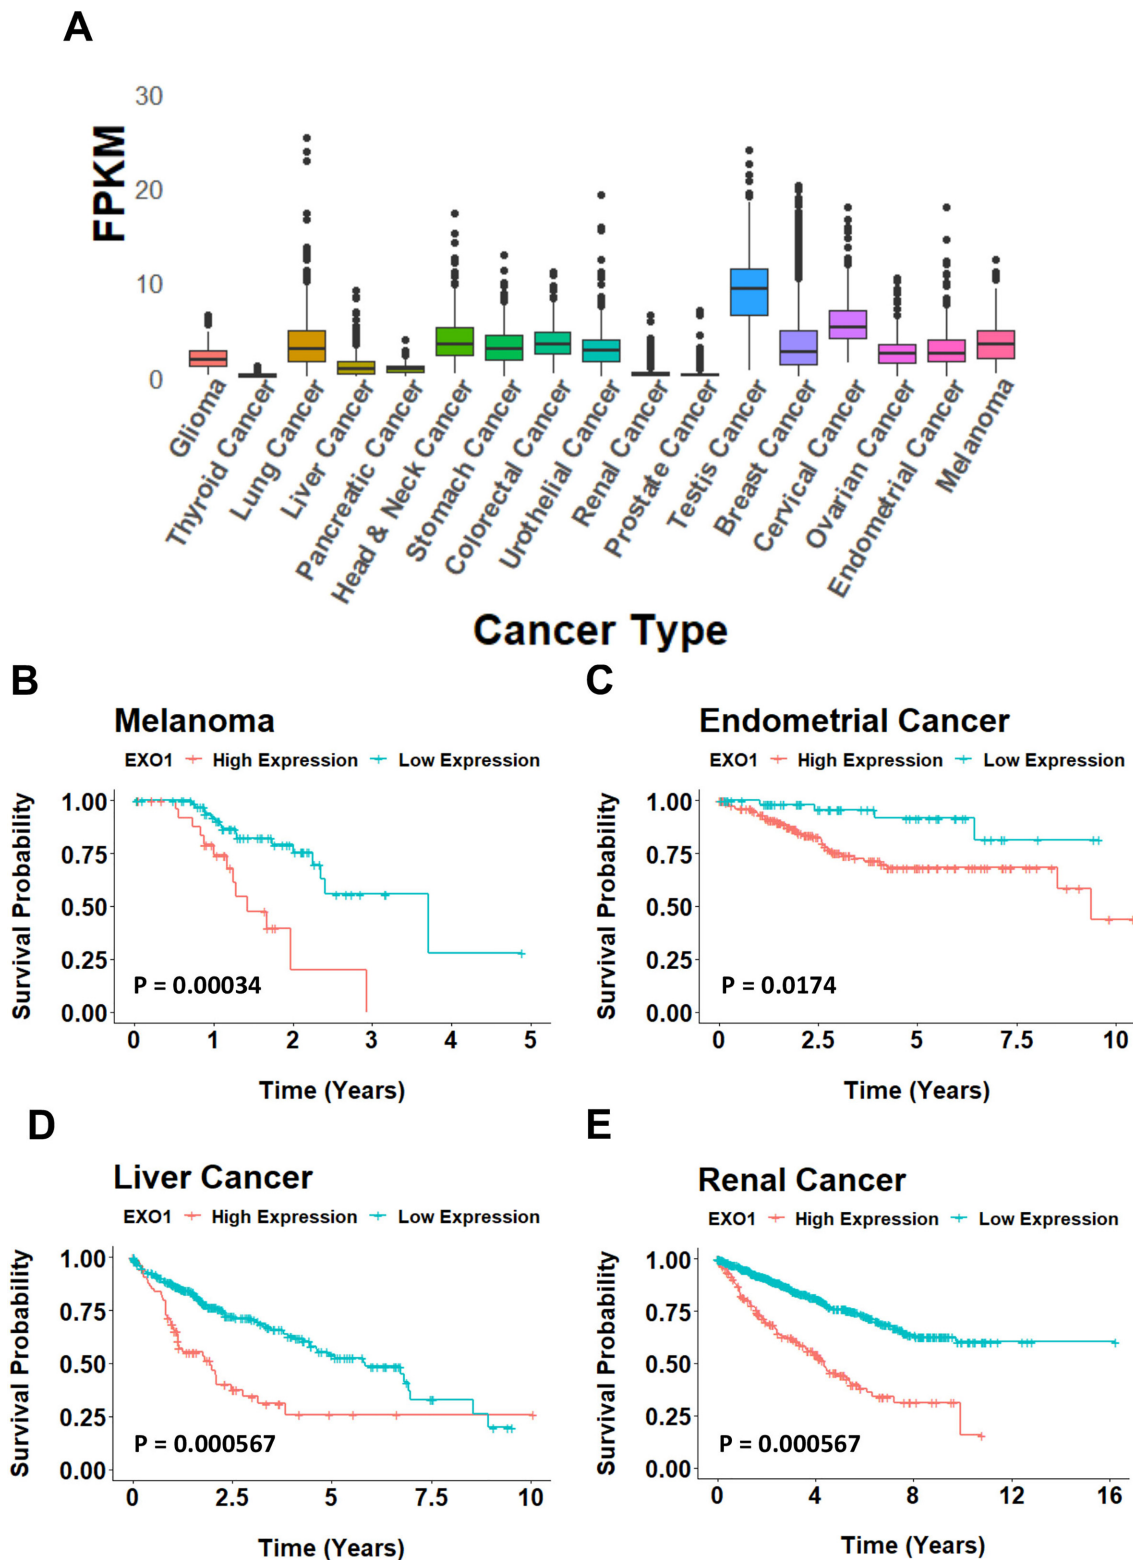 A
30
20
10
0
FPKM
Glioma
Thyroid Cancer
Lung Cancer
Liver Cancer
Pancreatic Cancer
Head & Neck Cancer
Stomach Cancer
Colorectal Cancer
Urothelial Cancer
Renal Cancer
Prostate Cancer
Testis Cancer
Breast Cancer
Cervical Cancer
Ovarian Cancer
Endometrial Cancer
Melanoma
Cancer Type
B
Melanoma
EXO1 High Expression Low Expression
Survival Probability
1.00
0.75
0.50
0.25
0.00
P = 0.00034
0 1 2 3 4 5
Time (Years)
C
Endometrial Cancer
EXO1 High Expression Low Expression
Survival Probability
1.00
0.75
0.50
0.25
0.00
P = 0.0174
0 2.5 5 7.5 10
Time (Years)
D
Liver Cancer
EXO1 High Expression Low Expression
Survival Probability
1.00
0.75
0.50
0.25
0.00
P = 0.000567
0 2.5 5 7.5 10
Time (Years)
E
Renal Cancer
EXO1 High Expression Low Expression
Survival Probability
1.00
0.75
0.50
0.25
0.00
P = 0.000567
0 4 8 12 16
Time (Years)